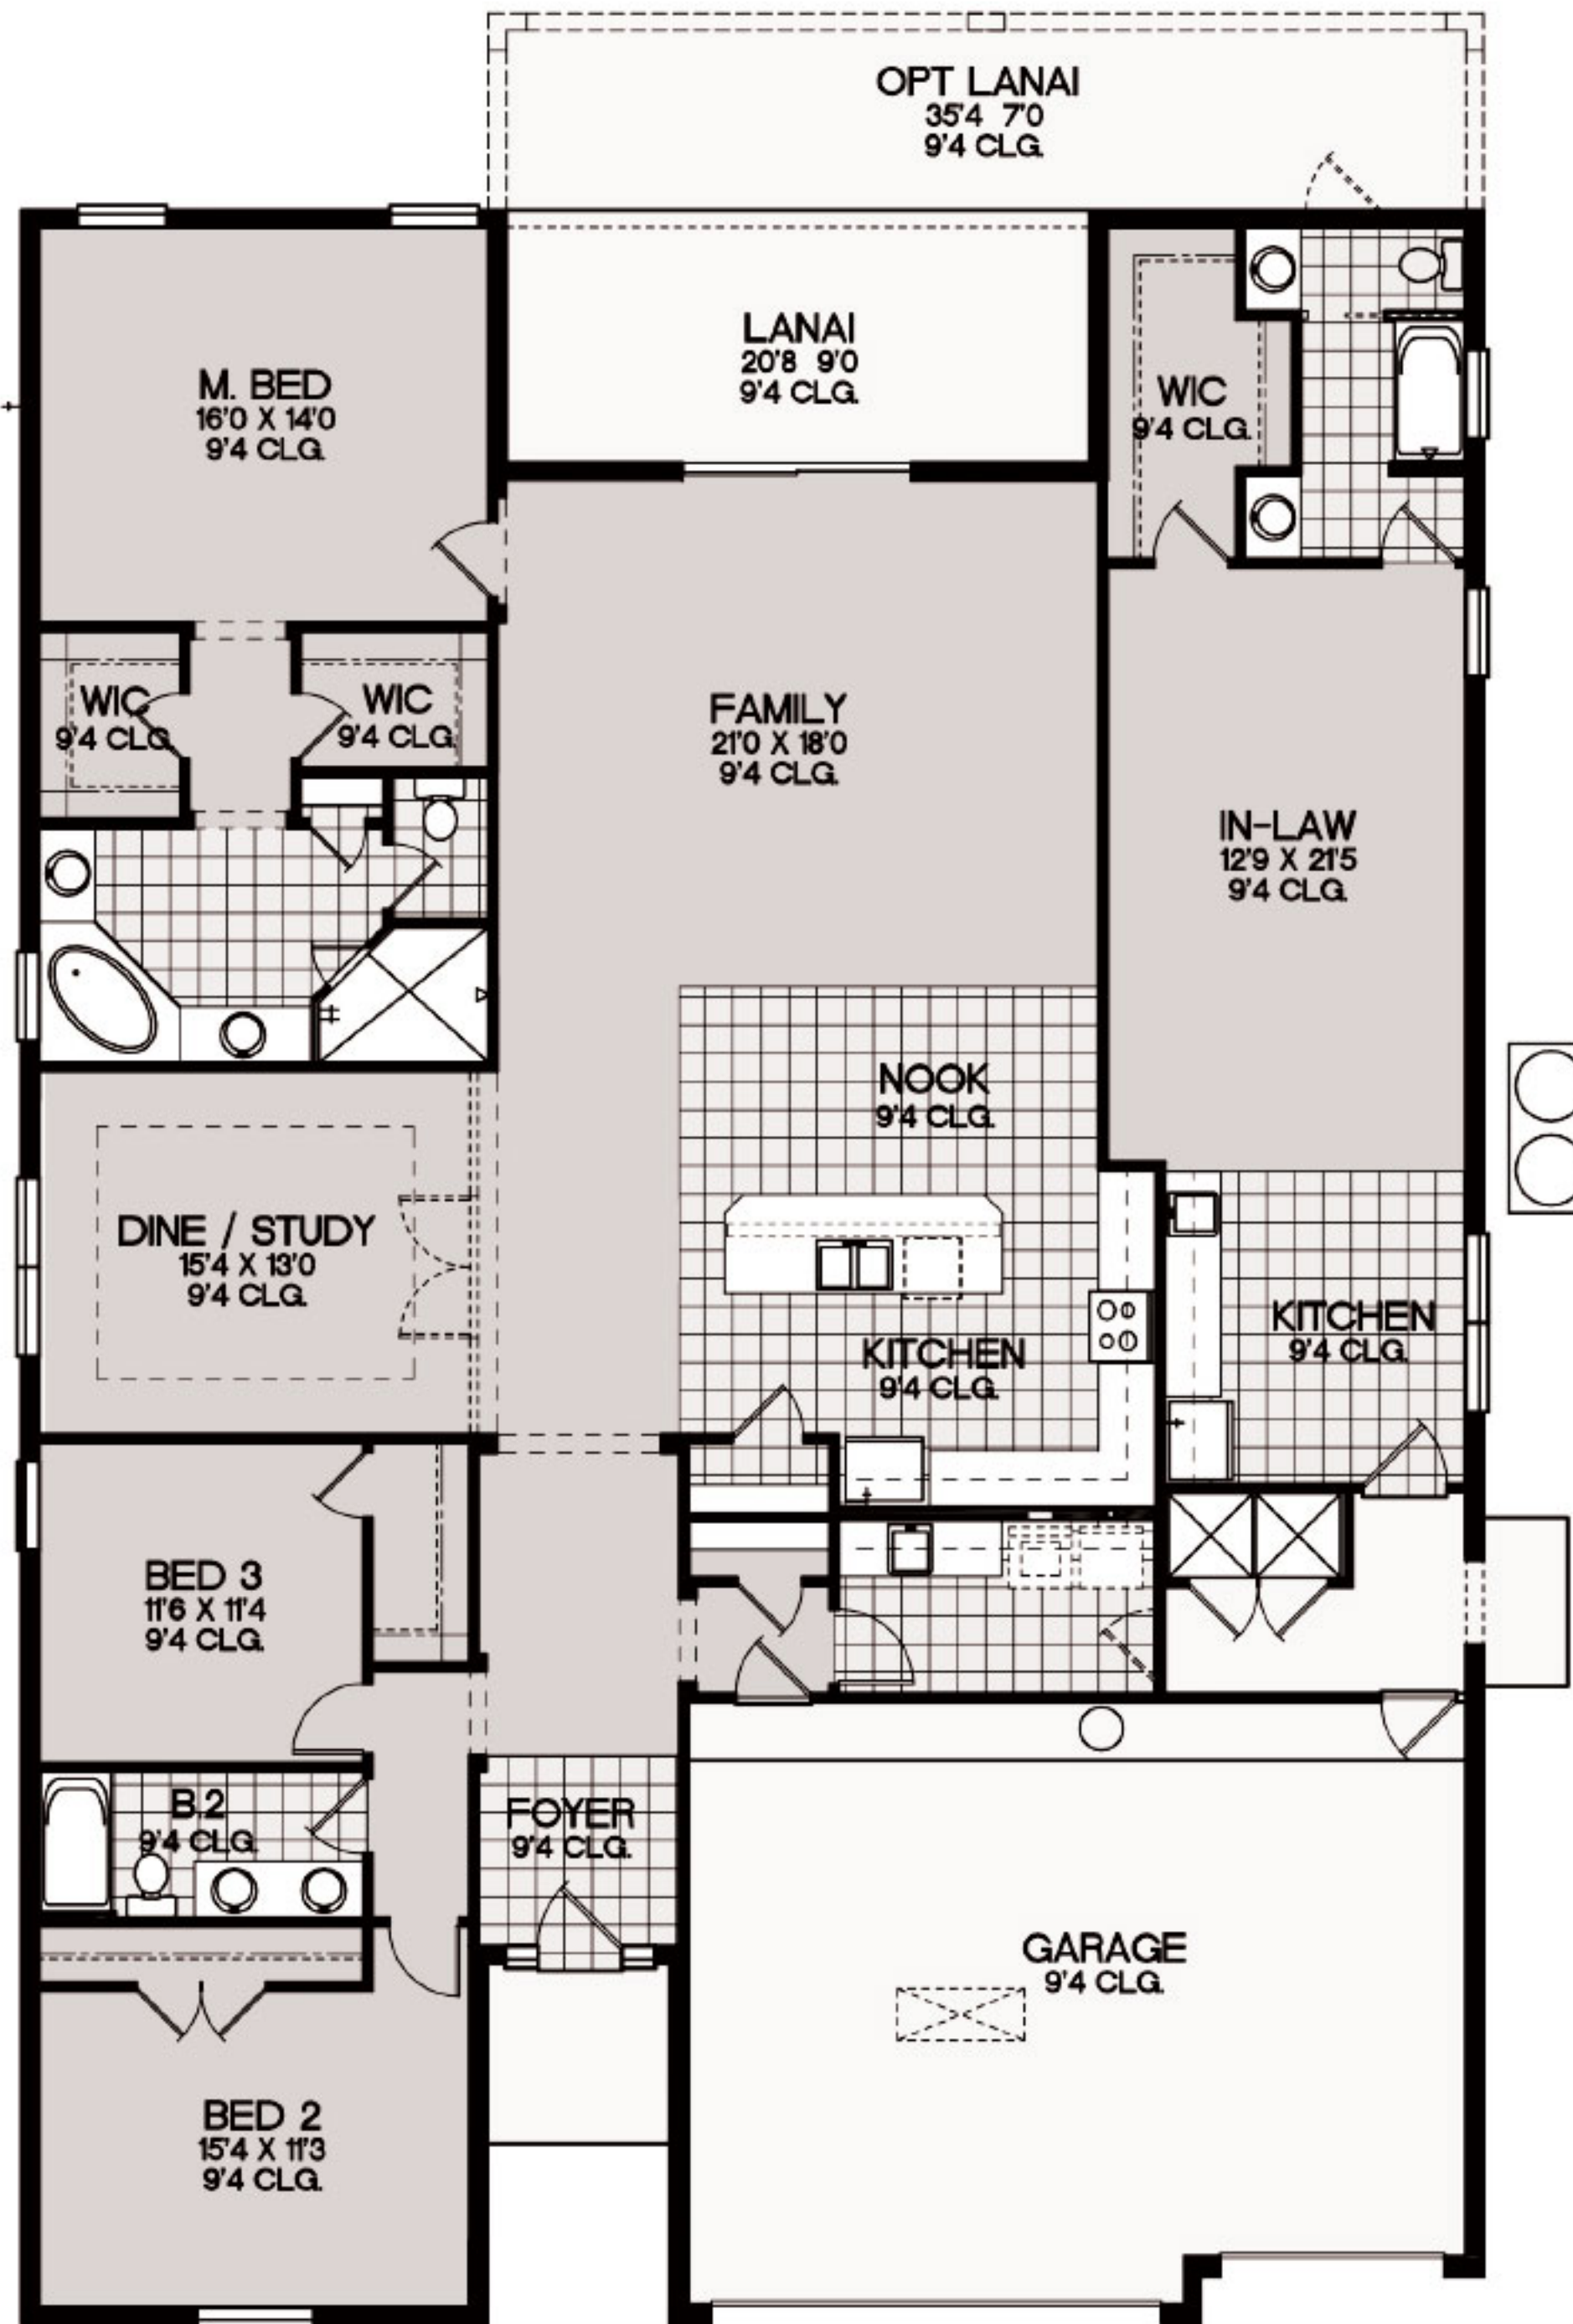 OPT LANAI
35'4 7'0
9'4 CLG.
LANAI
20'8 9'0
9'4 CLG.
M. BED
16'0 X 14'0
9'4 CLG.
WIC
9'4 CLG.
WIC
9'4 CLG
WIC
9'4 CLG
FAMILY
21'0 X 18'0
9'4 CLG.
IN-LAW
12'9 X 21'5
9'4 CLG.
NOOK
9'4 CLG.
DINE / STUDY
15'4 X 13'0
9'4 CLG.
KITCHEN
9'4 CLG.
KITCHEN
9'4 CLG.
BED 3
11'6 X 11'4
9'4 CLG.
B.2
9'4 CLG.
FOYER
9'4 CLG.
GARAGE
9'4 CLG.
BED 2
15'4 X 11'3
9'4 CLG.